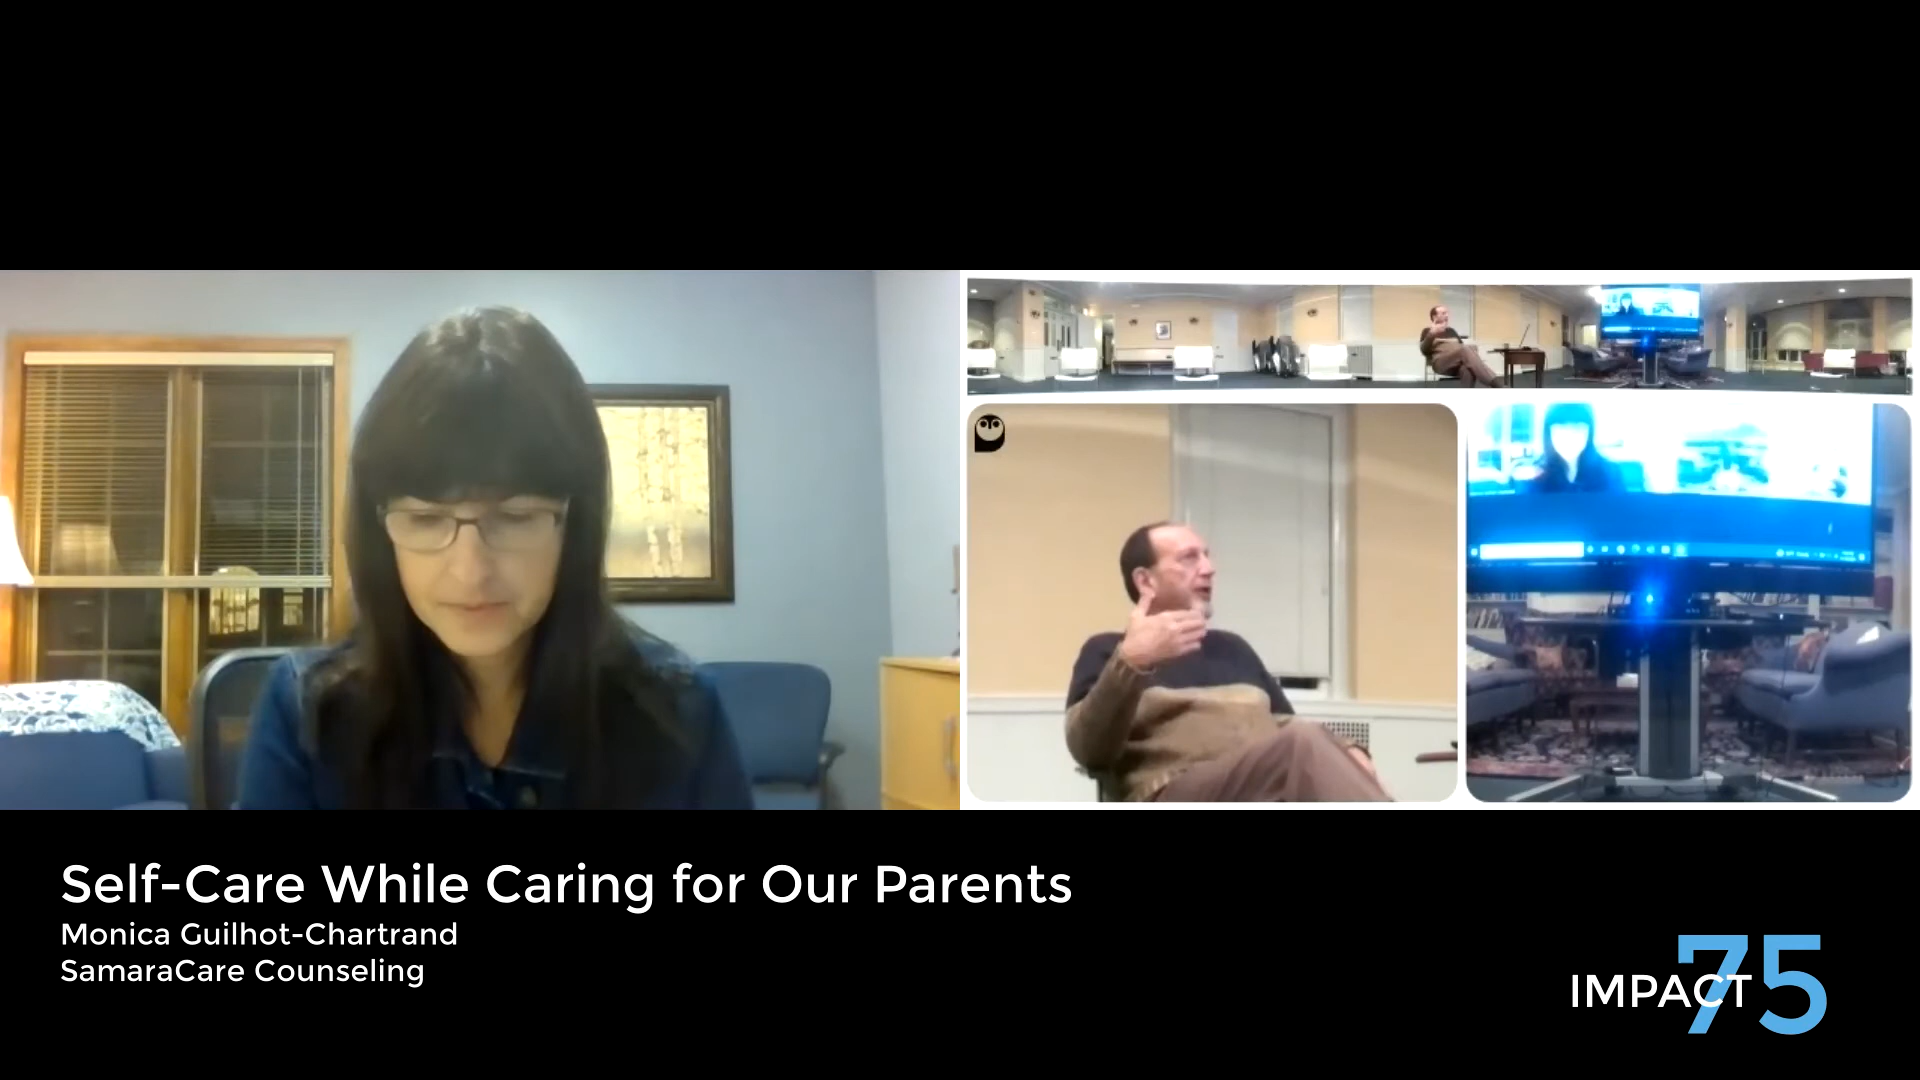 Self-Care While Caring for Our Parents
Monica Guilhot-Chartrand
SamaraCare Counseling
IMPACT 75